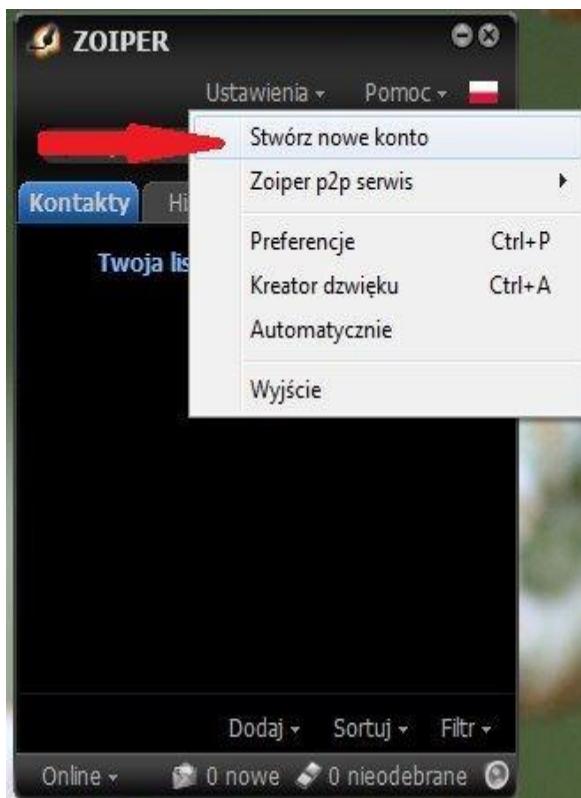 ZOIPER
Ustawienia Pomoc
Stwórz nowe konto
Zoiper p2p serwis
Kontakty
Preferencje Ctrl+P
Twoja
Kreator dzwięku Ctrl+A
Automatycznie
Wyjście
Dodaj Sortuj Filtr
Online 0 nowe 0 nieodebrane